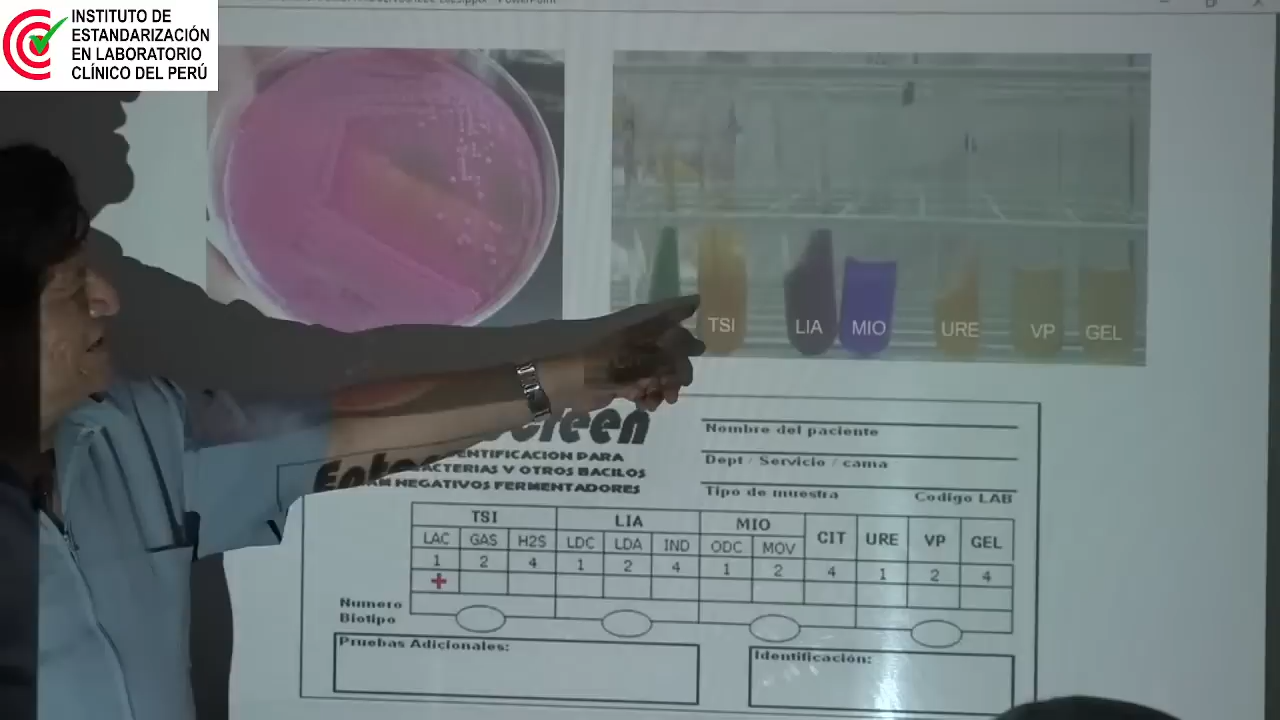 INSTITUTO DE
ESTANDARIZACIÓN
EN LABORATORIO
CLÍNICO DEL PERÚ
TSI
LIA
MIO
URE
VP
GEL
Nombre del paciente
Dept / Servicio / cama
Tipo de muestra
Codigo LAB
NEGATIVOS FERMENTADORES
Y OTROS BACILOS
PARA
TSI LIA MIO CIT URE VP GEL
LAC GAS H2S LDC LDA IND ODC MOV
1 2 4 1 2 4 1 2 4 1 2 4
+
Numero
Biotipo
Pruebas Adicionales:
Identificación: